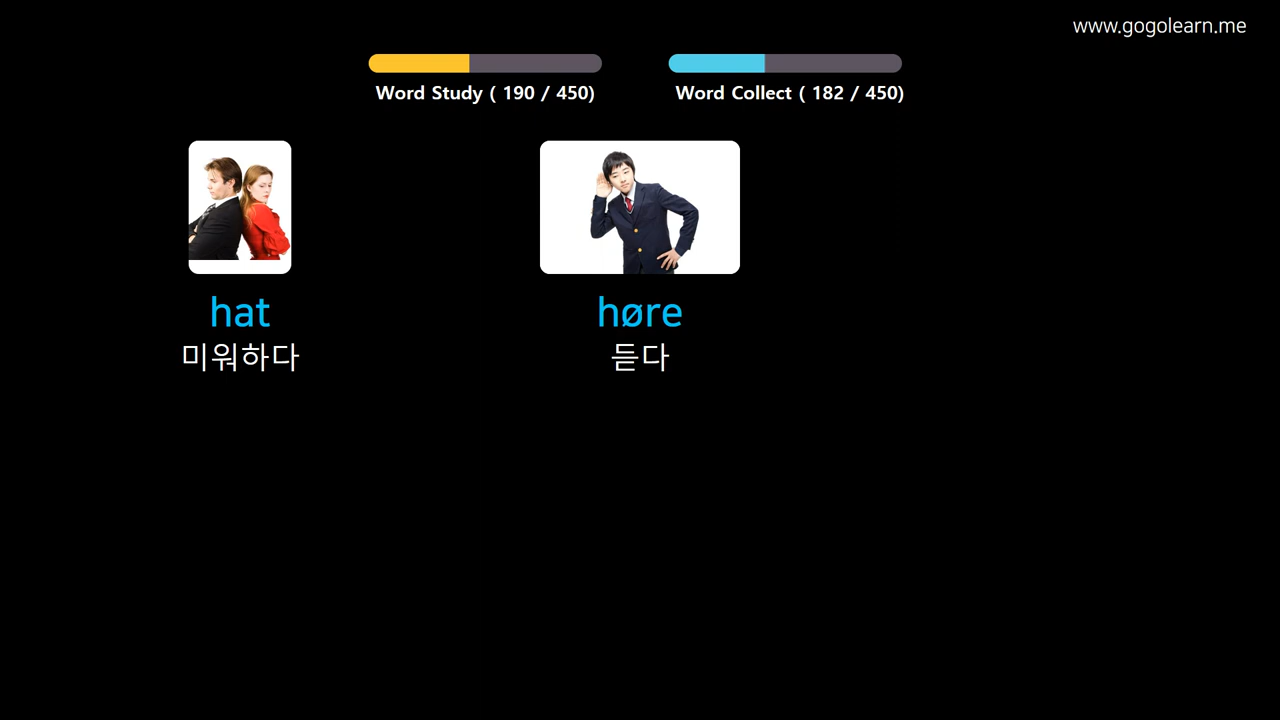 www.gogolearn.me
Word Study ( 190 / 450)
Word Collect ( 182 / 450)
hat
미워하다
høre
듣다